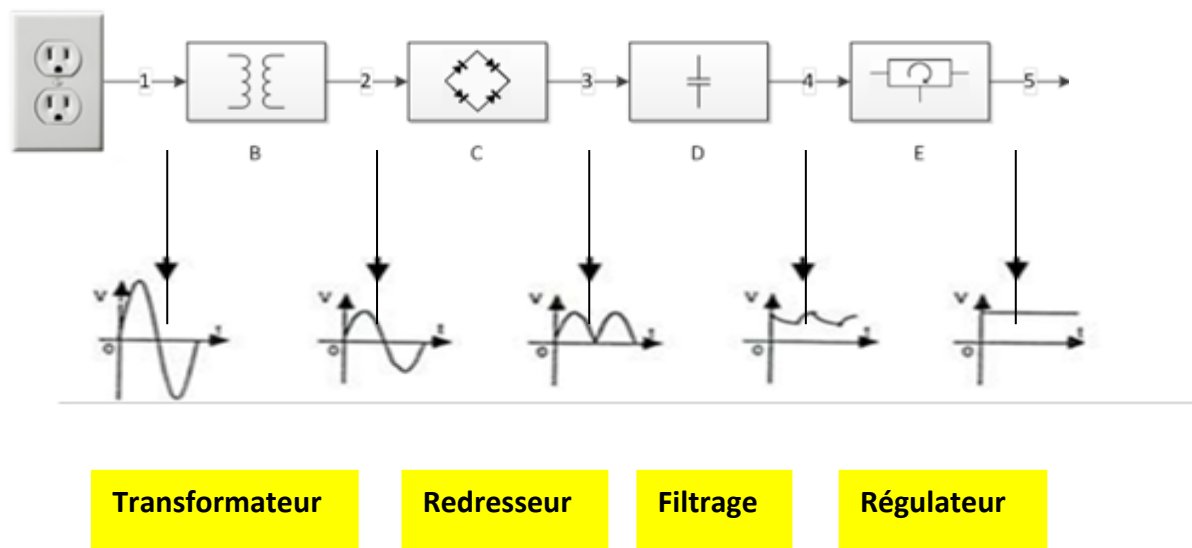 1 2 3 4 5
B C D E
V t 0 V t 0 V t 0 V t 0 V t 0
Transformateur Redresseur Filtrage Régulateur